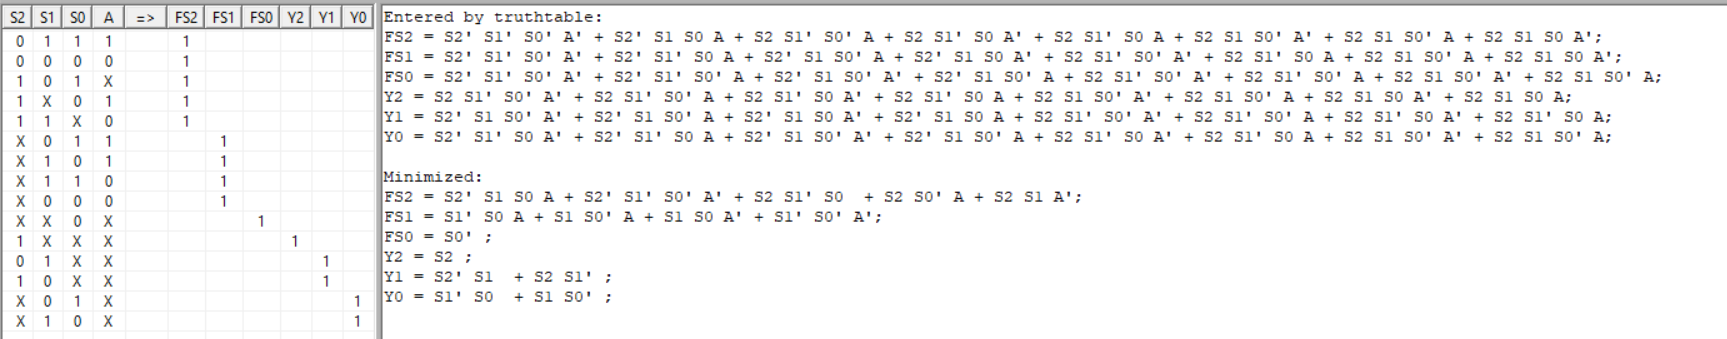 S2 S1 S0 A => FS2 FS1 FS0 Y2 Y1 Y0
0 1 1 1 1
0 0 0 0 1
1 0 1 X 1
1 X 0 1 1
1 1 X 0 1
X 0 1 1 1
X 1 0 1 1
X 1 1 0 1
X 0 0 0 1
X X 0 X 1
1 X X X 1
0 1 X X 1
1 0 X X 1
X 0 1 X 1
X 1 0 X 1
Entered by truthtable:
FS2 = S2' S1' S0' A' + S2' S1 S0 A + S2 S1' S0' A + S2 S1' S0 A' + S2 S1' S0 A + S2 S1 S0' A' + S2 S1 S0' A + S2 S1 S0 A';
FS1 = S2' S1' S0' A' + S2' S1' S0 A + S2' S1 S0' A + S2' S1 S0 A' + S2 S1' S0' A' + S2 S1' S0 A + S2 S1 S0' A + S2 S1 S0 A';
FS0 = S2' S1' S0' A' + S2' S1' S0' A + S2' S1 S0' A' + S2' S1 S0' A + S2 S1' S0' A' + S2 S1' S0' A + S2 S1 S0' A' + S2 S1 S0' A;
Y2 = S2 S1' S0' A' + S2 S1' S0' A + S2 S1' S0 A' + S2 S1' S0 A + S2 S1 S0' A' + S2 S1 S0' A + S2 S1 S0 A' + S2 S1 S0 A;
Y1 = S2' S1 S0' A' + S2' S1 S0' A + S2' S1 S0 A' + S2' S1 S0 A + S2 S1' S0' A' + S2 S1' S0' A + S2 S1' S0 A' + S2 S1' S0 A;
Y0 = S2' S1' S0 A' + S2' S1' S0 A + S2' S1 S0' A' + S2' S1 S0' A + S2 S1' S0 A' + S2 S1' S0 A + S2 S1 S0' A' + S2 S1 S0' A;
Minimized:
FS2 = S2' S1 S0 A + S2' S1' S0' A' + S2 S1' S0  + S2 S0' A + S2 S1 A';
FS1 = S1' S0 A + S1 S0' A + S1 S0 A' + S1' S0' A';
FS0 = S0' ;
Y2 = S2 ;
Y1 = S2' S1  + S2 S1' ;
Y0 = S1' S0  + S1 S0' ;